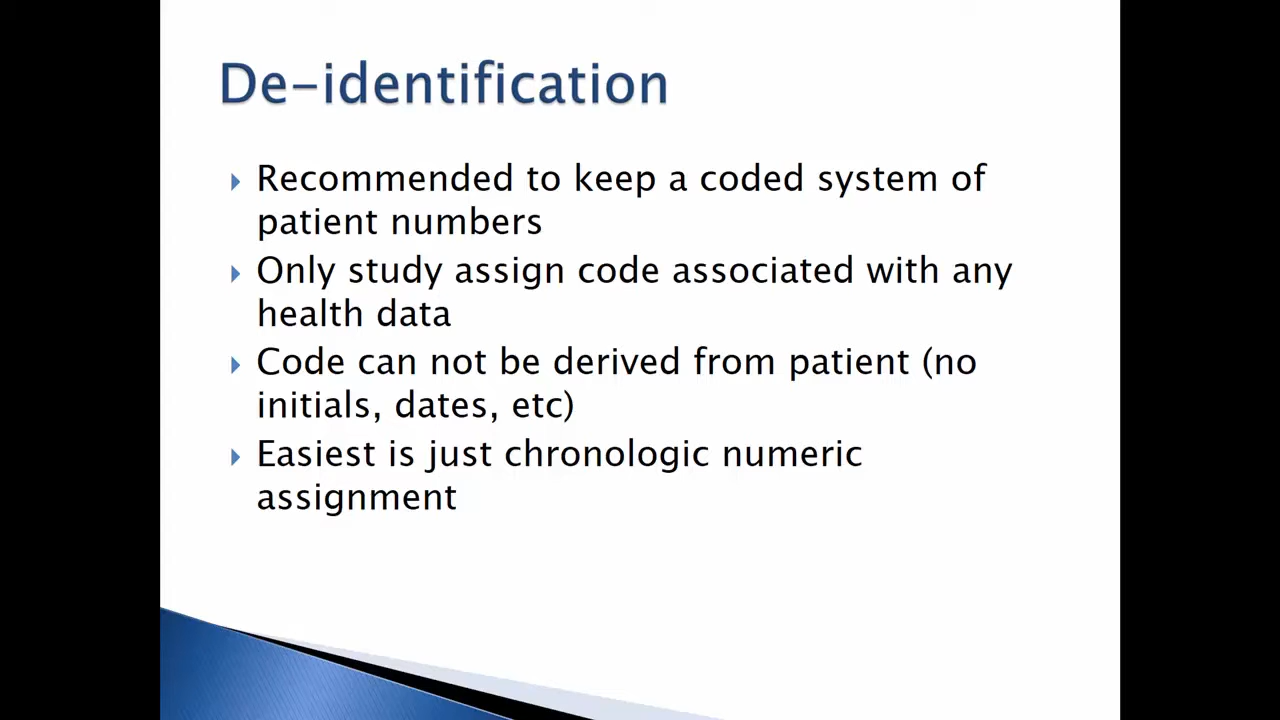 De-identification
Recommended to keep a coded system of
patient numbers
Only study assign code associated with any
health data
Code can not be derived from patient (no
initials, dates, etc)
Easiest is just chronologic numeric
assignment